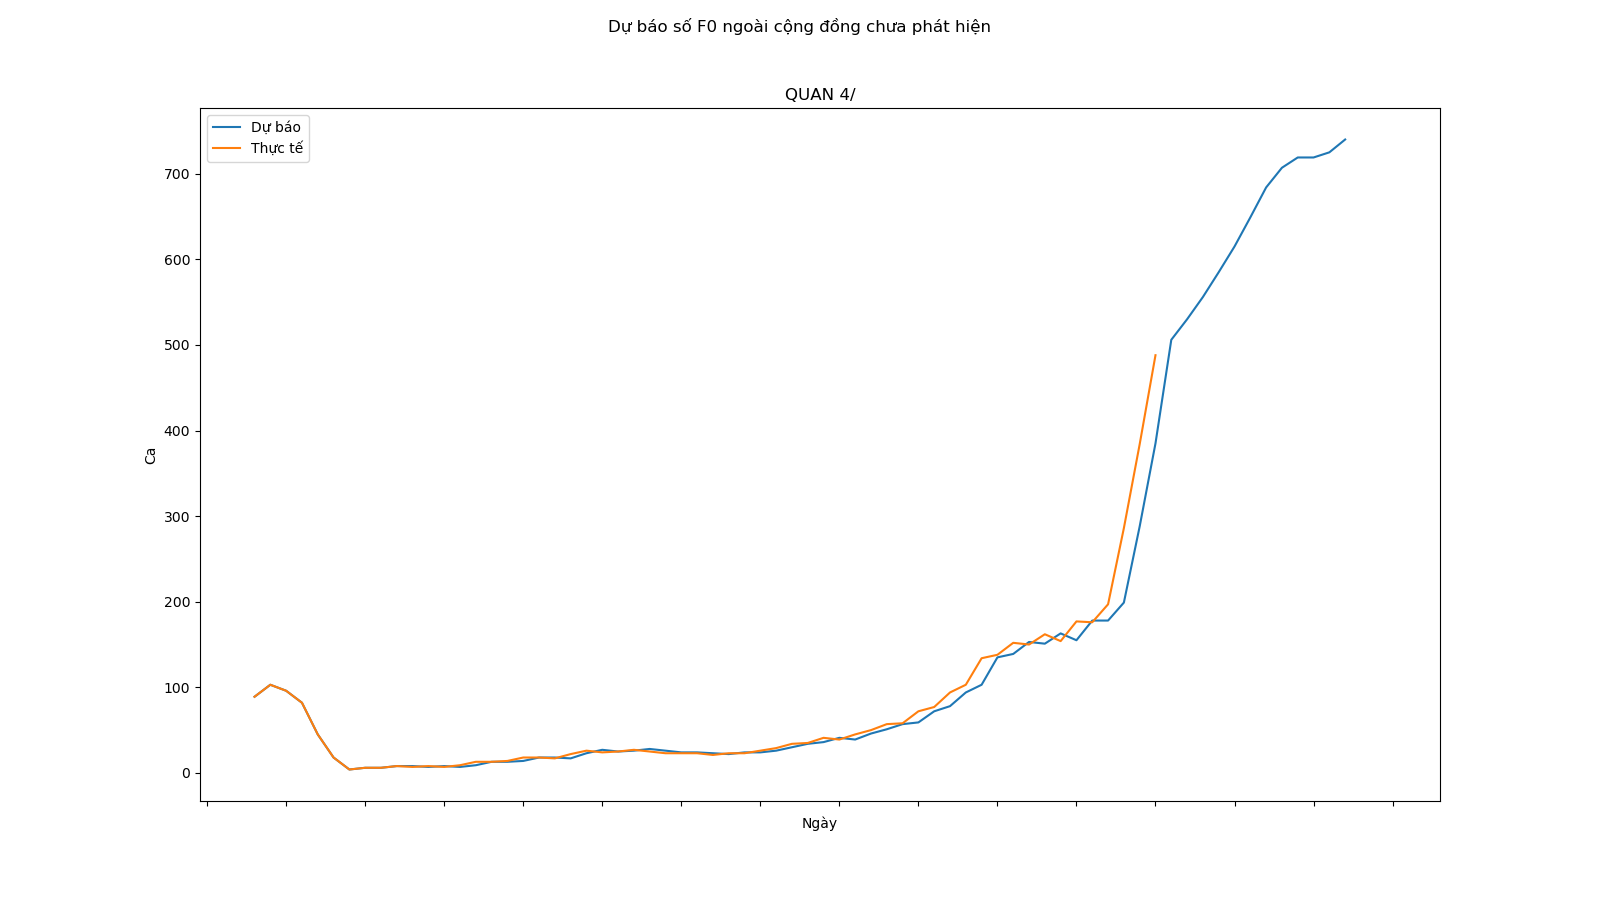 Dự báo số F0 ngoài cộng đồng chưa phát hiện
QUAN 4/
Dự báo
Thực tế
700
600
500
400
300
200
100
0
Ca
Ngày